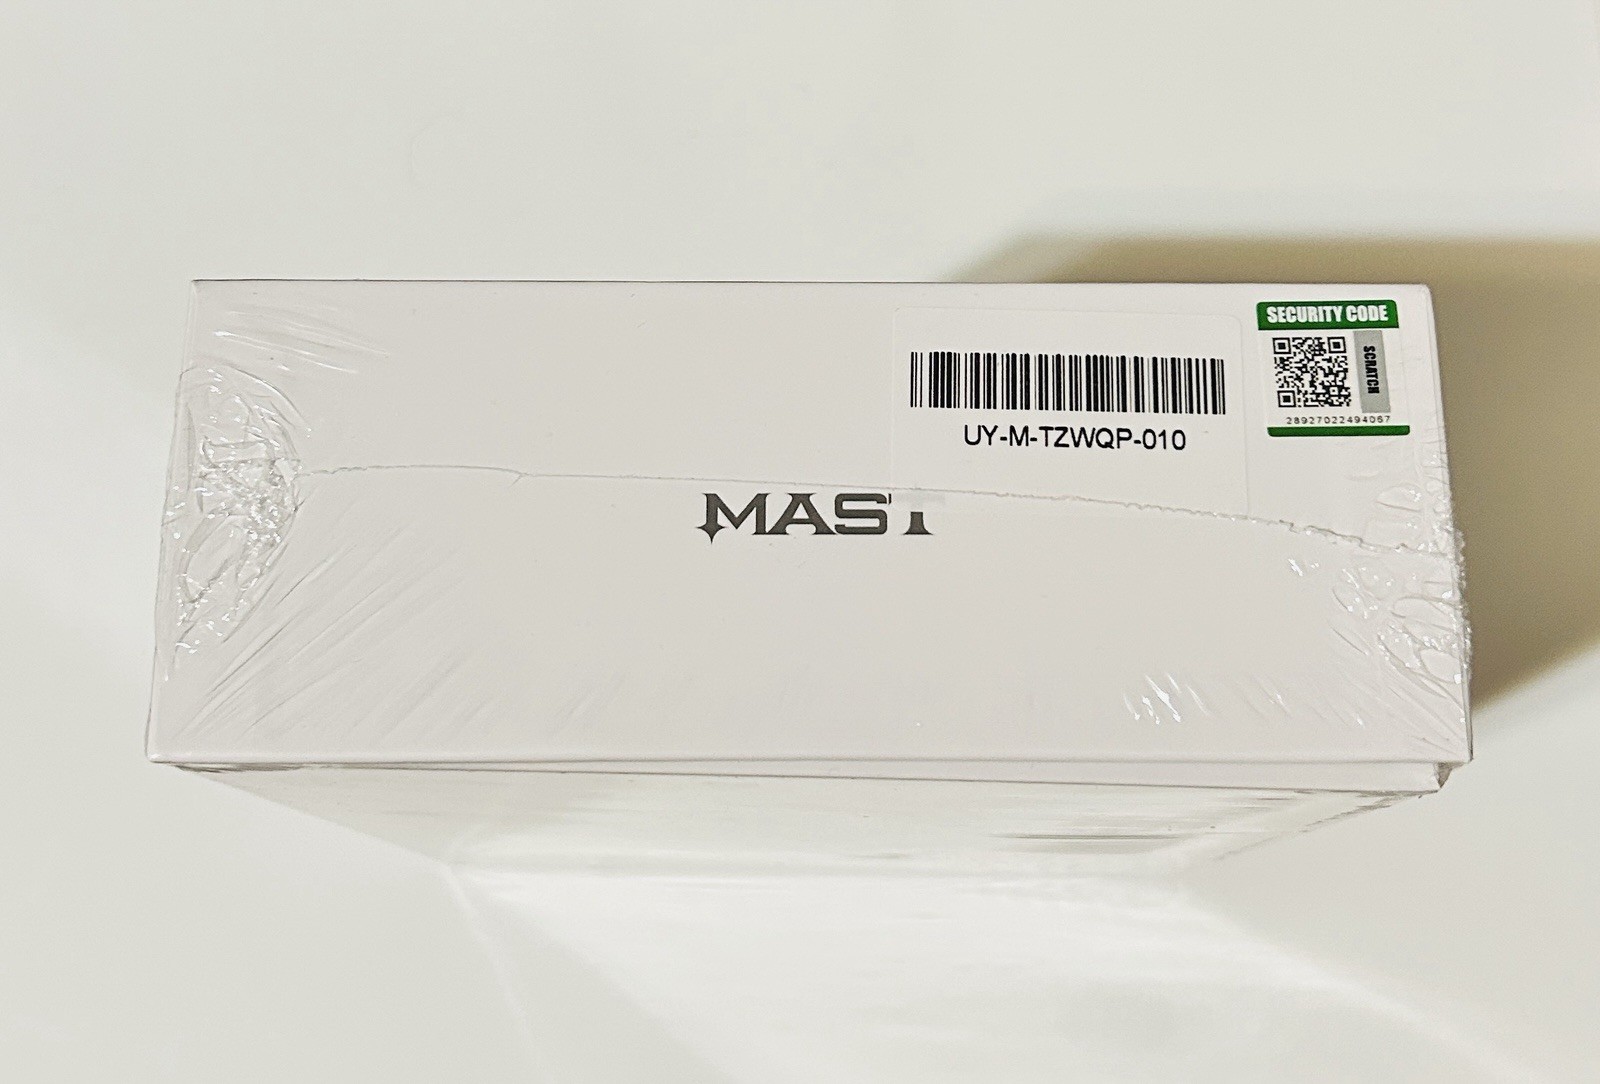 SECURITY CODE
SCRATCH
28927022494067
UY-M-TZWQP-010
MAST